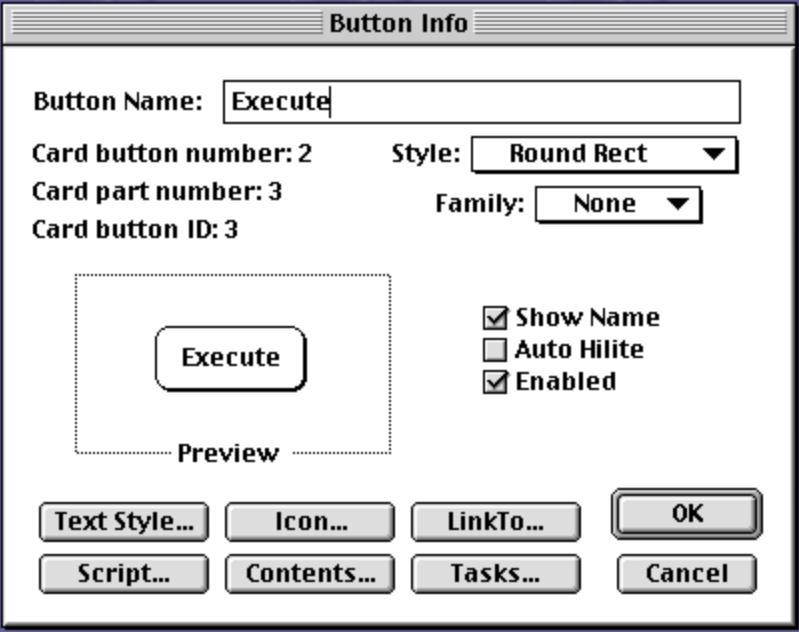 Button Info
Button Name: Execute
Card button number: 2
Style: Round Rect
Card part number: 3
Family: None
Card button ID: 3
Show Name
Auto Hilite
Enabled
Execute
Preview
Text Style... Icon... LinkTo... OK
Script... Contents... Tasks... Cancel